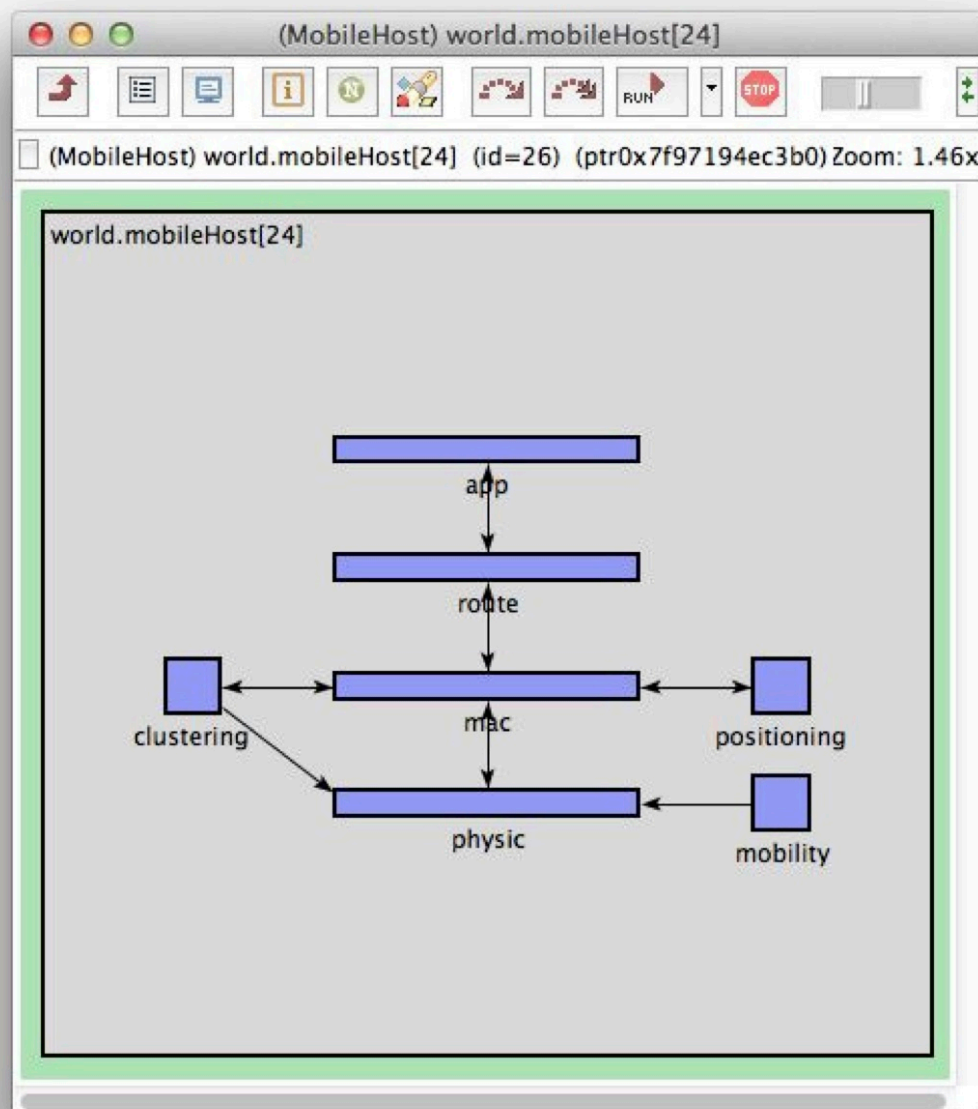 (MobileHost) world.mobileHost[24]
i
N
RUN
STOP
(MobileHost) world.mobileHost[24] (id=26) (ptr0x7f97194ec3b0) Zoom: 1.46x
world.mobileHost[24]
app
route
mac
clustering
positioning
physic
mobility